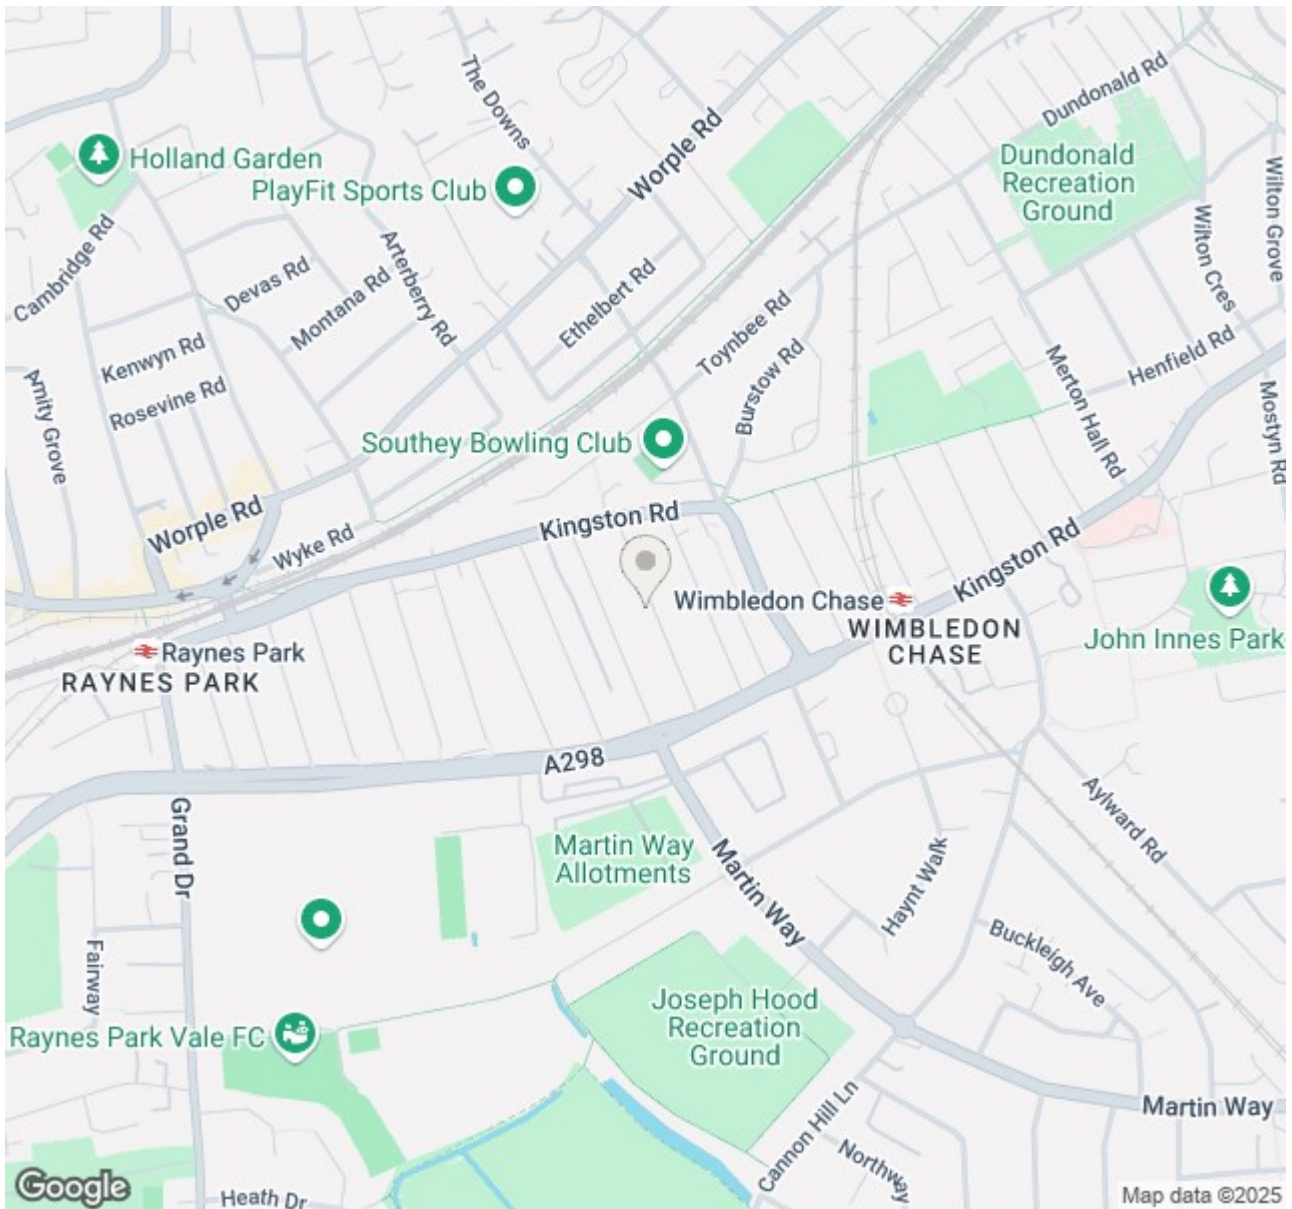 The Downs
Worple Rd
Dundonald Rd
Holland Garden
PlayFit Sports Club
Dundonald
Recreation
Ground
Wilton Grove
Wilton Cres
Cambridge Rd
Devas Rd
Montana Rd
Arterberry Rd
Ethelbert Rd
Toynbee Rd
Burstow Rd
Kenwyn Rd
Rosevine Rd
Amity Grove
Merton Hall Rd
Henfield Rd
Mostyn Rd
Southey Bowling Club
Worple Rd
Wyke Rd
Kingston Rd
Kingston Rd
Wimbledon Chase
WIMBLEDON
CHASE
John Innes Park
Raynes Park
RAYNES PARK
A298
Grand Dr
Martin Way
Allotments
Martin Way
Haynt Walk
Aylward Rd
Buckleigh Ave
Fairway
Joseph Hood
Recreation
Ground
Raynes Park Vale FC
Cannon Hill Ln
Northway
Martin Way
Heath Dr
Google
Map data ©2025